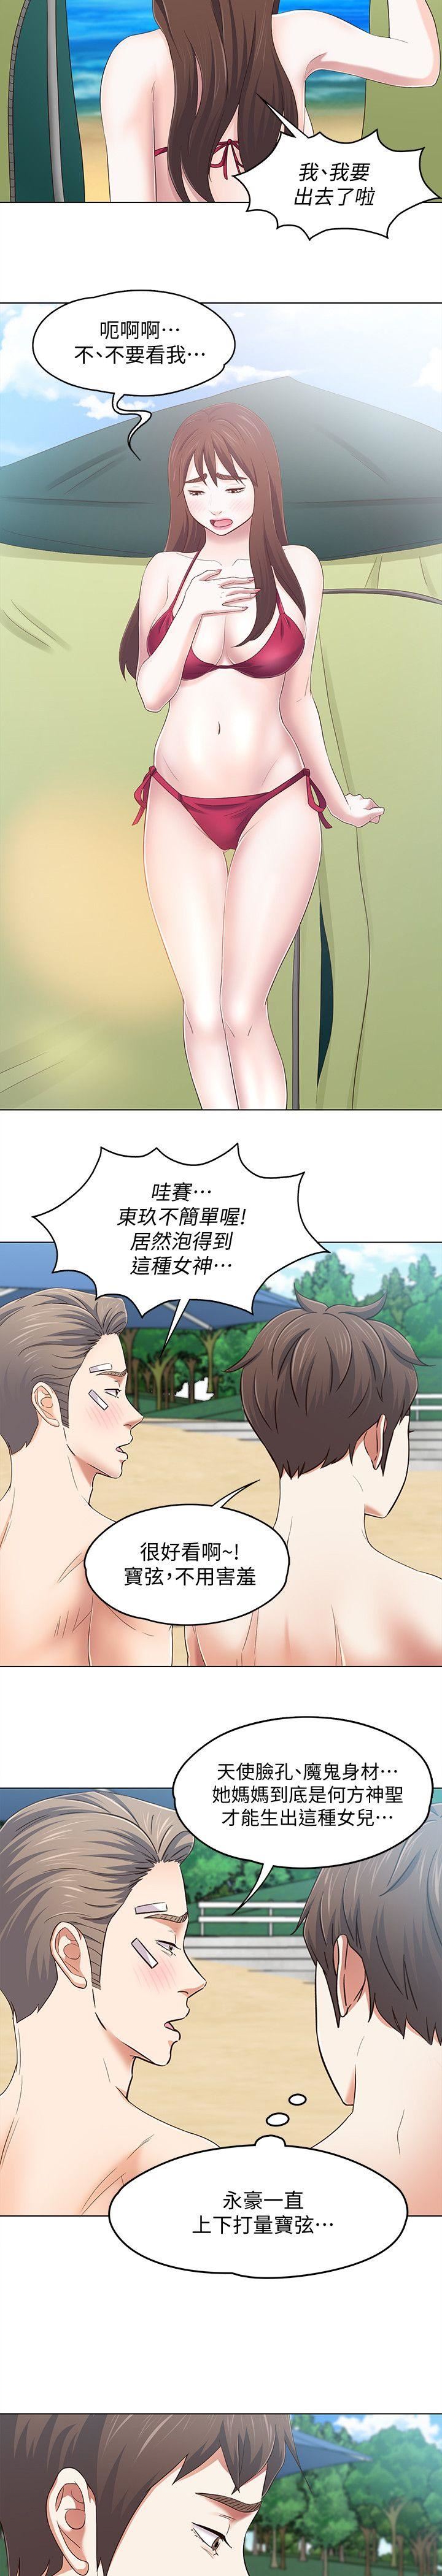 我、我要
出去了啦
呃啊啊⋯
不、不要看我⋯
哇賽⋯
東玖不簡單喔!
居然泡得到
這種女神⋯
很好看啊~!
寶弦,不用害羞
天使臉孔、魔鬼身材⋯
她媽媽到底是何方神聖
才能生出這種女兒⋯
永豪一直
上下打量寶弦⋯